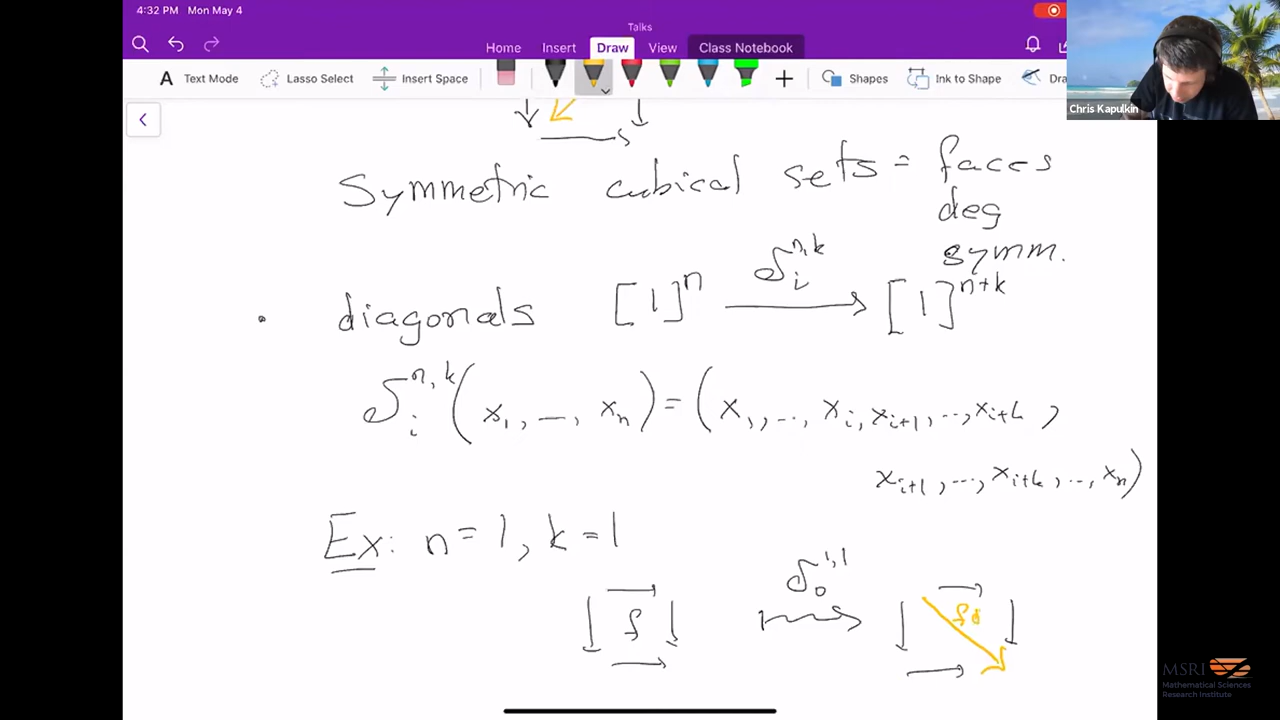 4:32 PM Mon May 4
Talks
Home Insert Draw View Class Notebook
Text Mode Lasso Select Insert Space Shapes Ink to Shape Dra
Chris Kapulkin
Symmetric cubical sets = faces
deg
symm.
• diagonals [1]^n δ_i^{n,k} → [1]^{n+k}
δ_i^{n,k}(x_1, ..., x_n) = (x_1, ..., x_i, x_{i+1}, ..., x_{i+k},
x_{i+1}, ..., x_{i+k}, ..., x_n)
Ex: n = 1, k = 1
δ_0^{1,1}
f ↦ fδ
MSRI
Mathematical Sciences
Research Institute